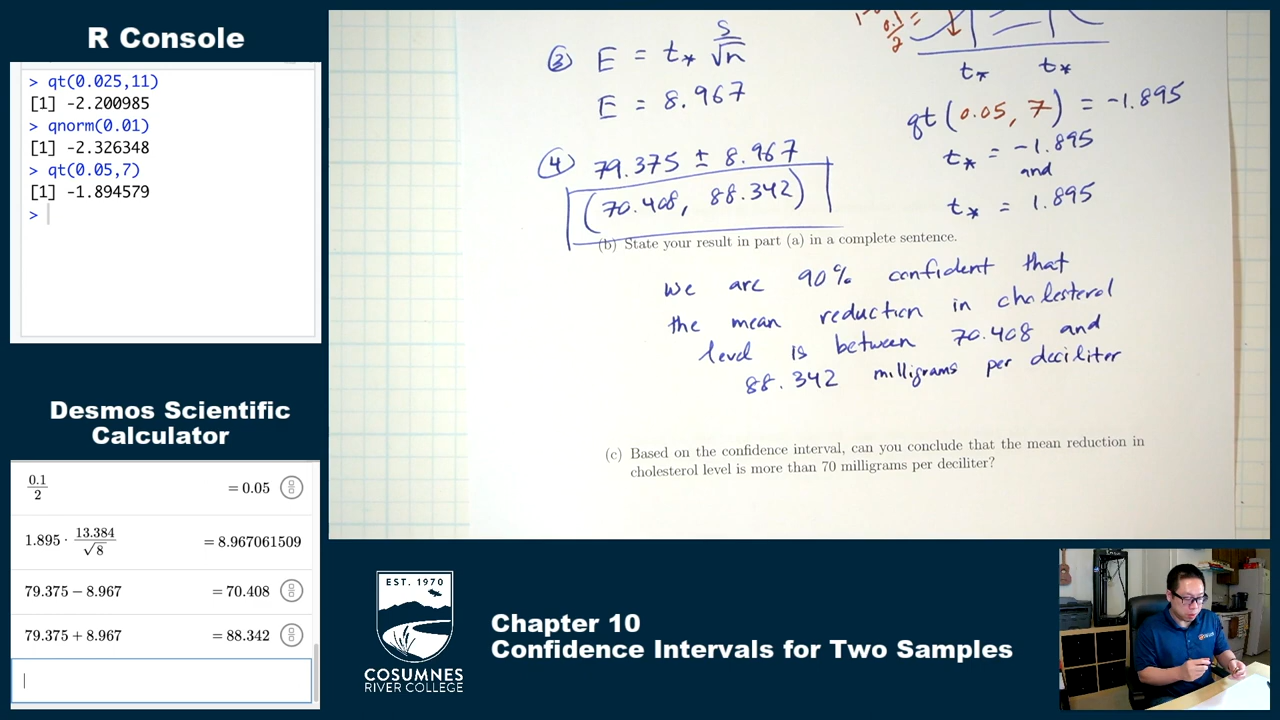 R Console
> qt(0.025,11)
[1] -2.200985
> qnorm(0.01)
[1] -2.326348
> qt(0.05,7)
[1] -1.894579
>
Desmos Scientific
Calculator
0.1/2 = 0.05
1.895 · 13.384/√8 = 8.967061509
79.375 − 8.967 = 70.408
79.375 + 8.967 = 88.342
③ E = t* s/√n
E = 8.967
④ 79.375 ± 8.967
(70.408, 88.342)
0.1/2 =
t* t*
qt(0.05, 7) = -1.895
t* = -1.895
and
t* = 1.895
(b) State your result in part (a) in a complete sentence.
We are 90% confident that
the mean reduction in cholesterol
level is between 70.408 and
88.342 milligrams per deciliter
(c) Based on the confidence interval, can you conclude that the mean reduction in
cholesterol level is more than 70 milligrams per deciliter?
EST. 1970
COSUMNES
RIVER COLLEGE
Chapter 10
Confidence Intervals for Two Samples